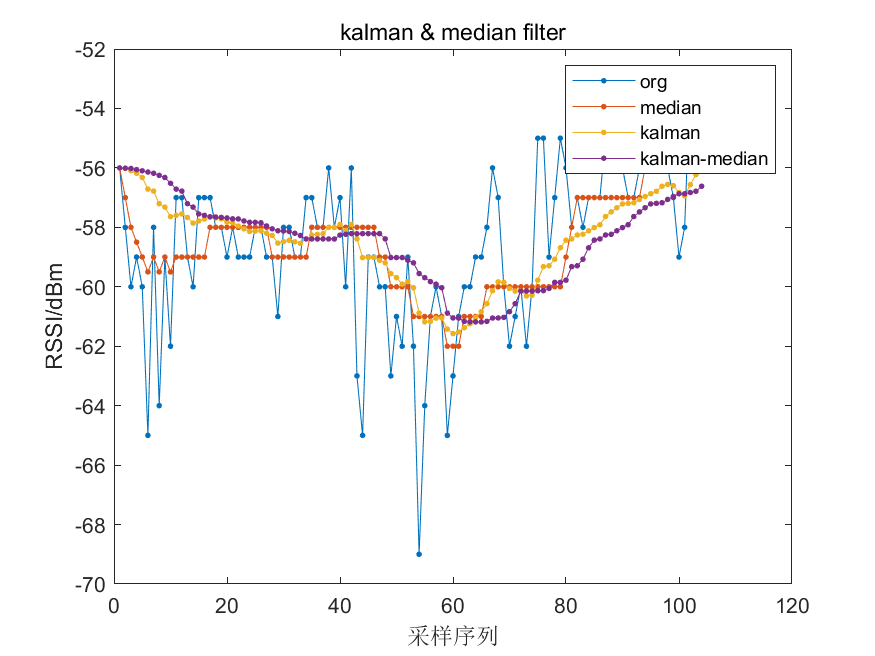 kalman & median filter
-52
-54
-56
-58
-60
-62
-64
-66
-68
-70
RSSI/dBm
org
median
kalman
kalman-median
0 20 40 60 80 100 120
采样序列